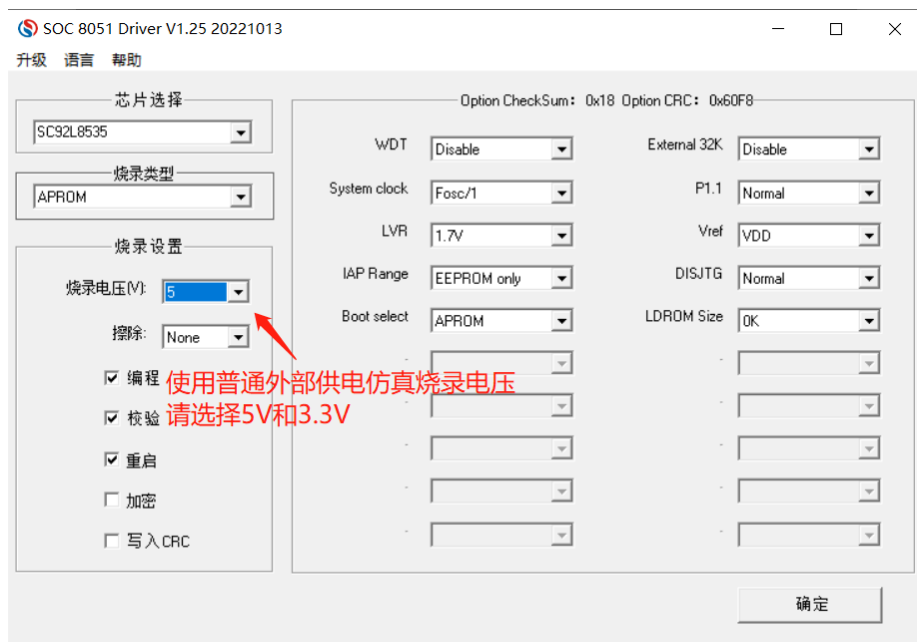 SOC 8051 Driver V1.25 20221013
升级 语言 帮助
芯片选择
SC92L8535
烧录类型
APROM
烧录设置
烧录电压(V): 5
擦除: None
编程
校验
重启
加密
写入CRC
使用普通外部供电仿真烧录电压
请选择5V和3.3V
Option CheckSum: 0x18 Option CRC: 0x60F8
WDT Disable External 32K Disable
System clock Fosc/1 P1.1 Normal
LVR 1.7V Vref VDD
IAP Range EEPROM only DISJTG Normal
Boot select APROM LDROM Size 0K
- -
- -
- -
- -
- -
确定